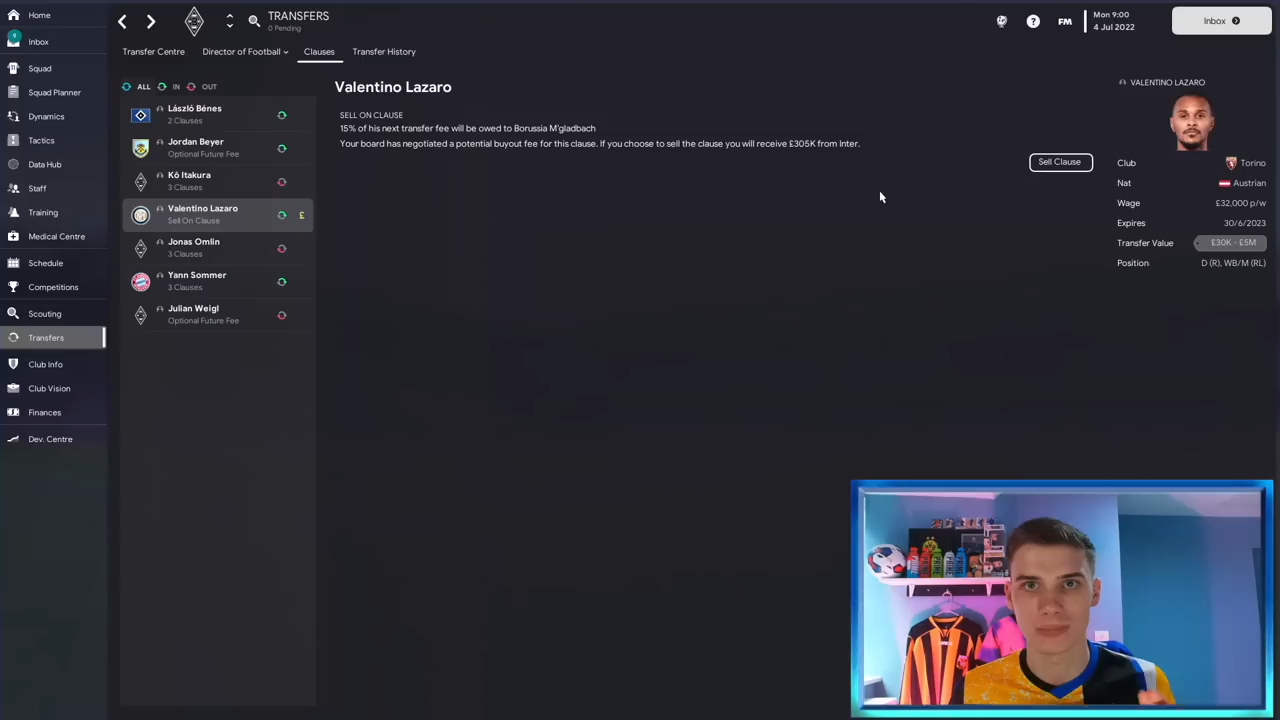 Home
9
Inbox
Squad
Squad Planner
Dynamics
Tactics
Data Hub
Staff
Training
Medical Centre
Schedule
Competitions
Scouting
Transfers
Club Info
Club Vision
Finances
Dev. Centre
TRANSFERS
0 Pending
?
FM
Mon 9:00
4 Jul 2022
Inbox
Transfer Centre
Director of Football
Clauses
Transfer History
ALL
IN
OUT
László Bénes
2 Clauses
Jordan Beyer
Optional Future Fee
Kô Itakura
3 Clauses
Valentino Lazaro
Sell On Clause
£
Jonas Omlin
3 Clauses
Yann Sommer
3 Clauses
Julian Weigl
Optional Future Fee
Valentino Lazaro
SELL ON CLAUSE
15% of his next transfer fee will be owed to Borussia M'gladbach
Your board has negotiated a potential buyout fee for this clause. If you choose to sell the clause you will receive £305K from Inter.
Sell Clause
VALENTINO LAZARO
Club Torino
Nat Austrian
Wage £32,000 p/w
Expires 30/6/2023
Transfer Value £30K - £5M
Position D (R), WB/M (RL)